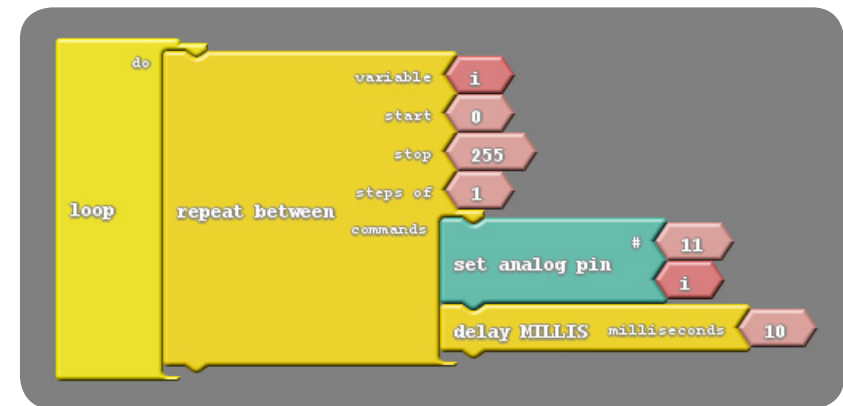 do
variable i
start 0
stop 255
steps of 1
loop repeat between
commands
# 11
set analog pin
i
delay MILLIS milliseconds 10